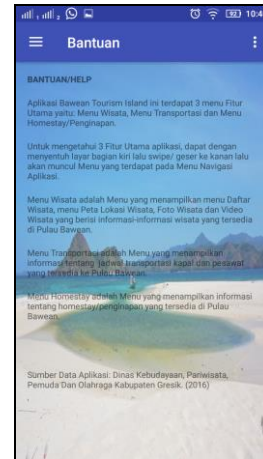 10:4
Bantuan
BANTUAN/HELP
Aplikasi Bawean Tourism Island ini terdapat 3 menu Fitur
Utama yaitu: Menu Wisata, Menu Transportasi dan Menu
Homestay/Penginapan.
Untuk mengetahui 3 Fitur Utama aplikasi, dapat dengan
menyentuh layar bagian kiri lalu swipe/ geser ke kanan lalu
akan muncul Menu yang terdapat pada Menu Navigasi
Aplikasi.
Menu Wisata adalah Menu yang menampilkan menu Daftar
Wisata, menu Peta Lokasi Wisata, Foto Wisata dan Video
Wisata yang berisi informasi-informasi wisata yang tersedia
di Pulau Bawean.
Menu Transportasi adalah Menu yang menampilkan
informasi tentang jadwal transportasi kapal dan pesawat
yang tersedia ke Pulau Bawean.
Menu Homestay adalah Menu yang menampilkan informasi
tentang homestay/penginapan yang tersedia di Pulau
Bawean.
Sumber Data Aplikasi: Dinas Kebudayaan, Pariwisata,
Pemuda Dan Olahraga Kabupaten Gresik. (2016)